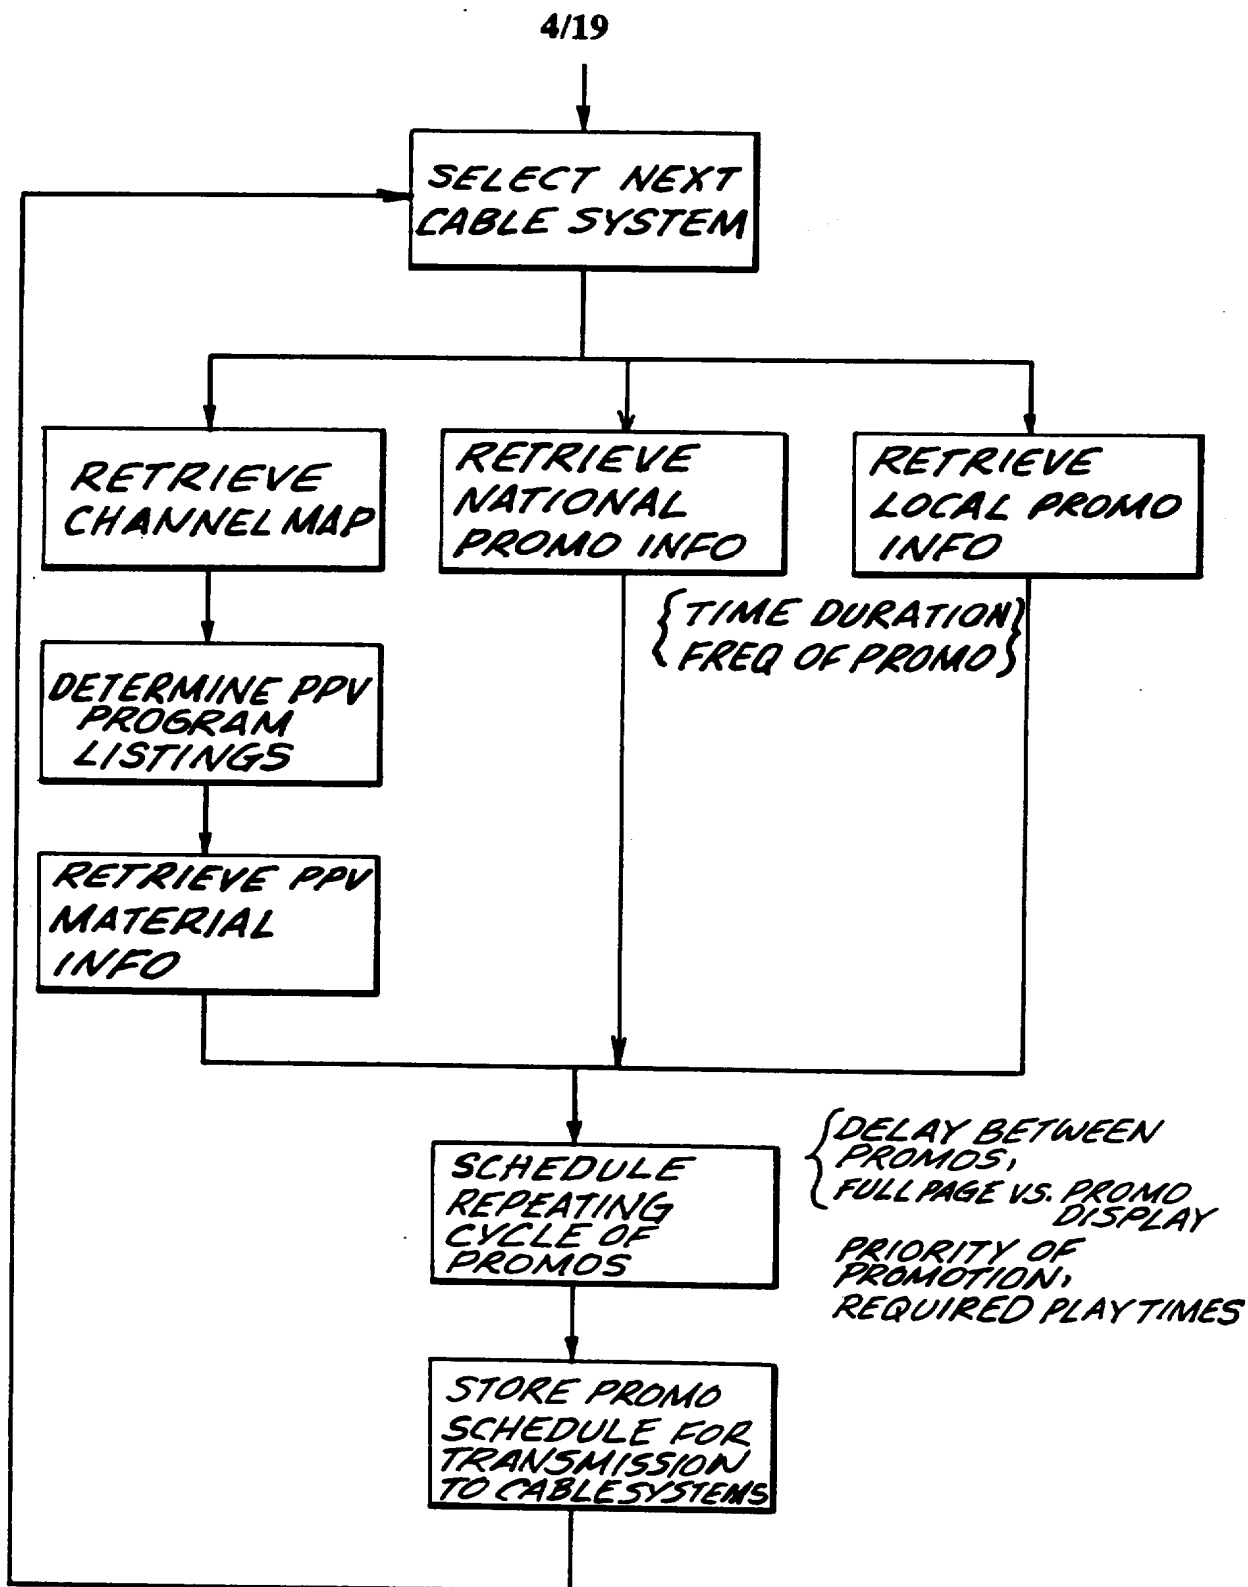 4/19
SELECT NEXT
CABLE SYSTEM
RETRIEVE
CHANNEL MAP
RETRIEVE
NATIONAL
PROMO INFO
RETRIEVE
LOCAL PROMO
INFO
{TIME DURATION}
{FREQ OF PROMO}
DETERMINE PPV
PROGRAM
LISTINGS
RETRIEVE PPV
MATERIAL
INFO
SCHEDULE
REPEATING
CYCLE OF
PROMOS
{DELAY BETWEEN
PROMOS,
FULL PAGE VS. PROMO
DISPLAY
PRIORITY OF
PROMOTION,
REQUIRED PLAY TIMES
STORE PROMO
SCHEDULE FOR
TRANSMISSION
TO CABLE SYSTEMS